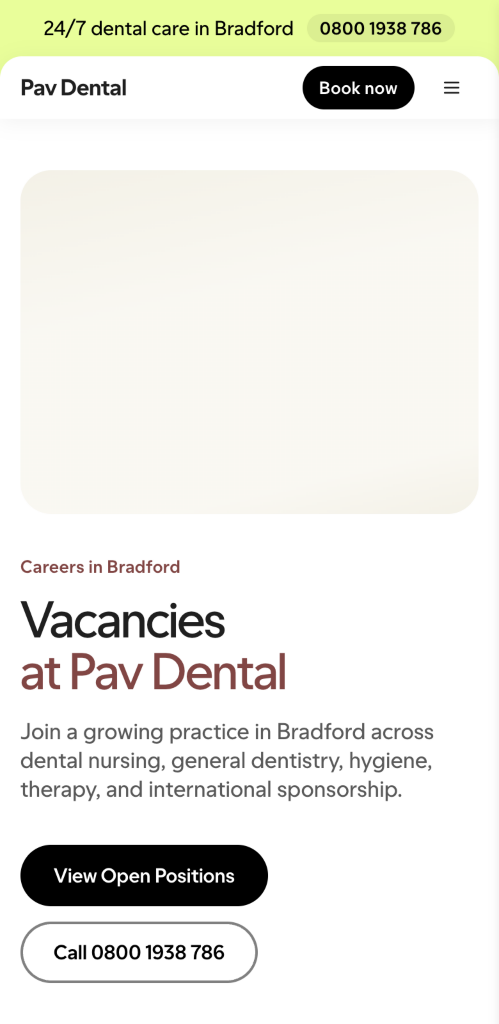 24/7 dental care in Bradford 0800 1938 786
Pav Dental Book now
Careers in Bradford
Vacancies
at Pav Dental
Join a growing practice in Bradford across
dental nursing, general dentistry, hygiene,
therapy, and international sponsorship.
View Open Positions
Call 0800 1938 786